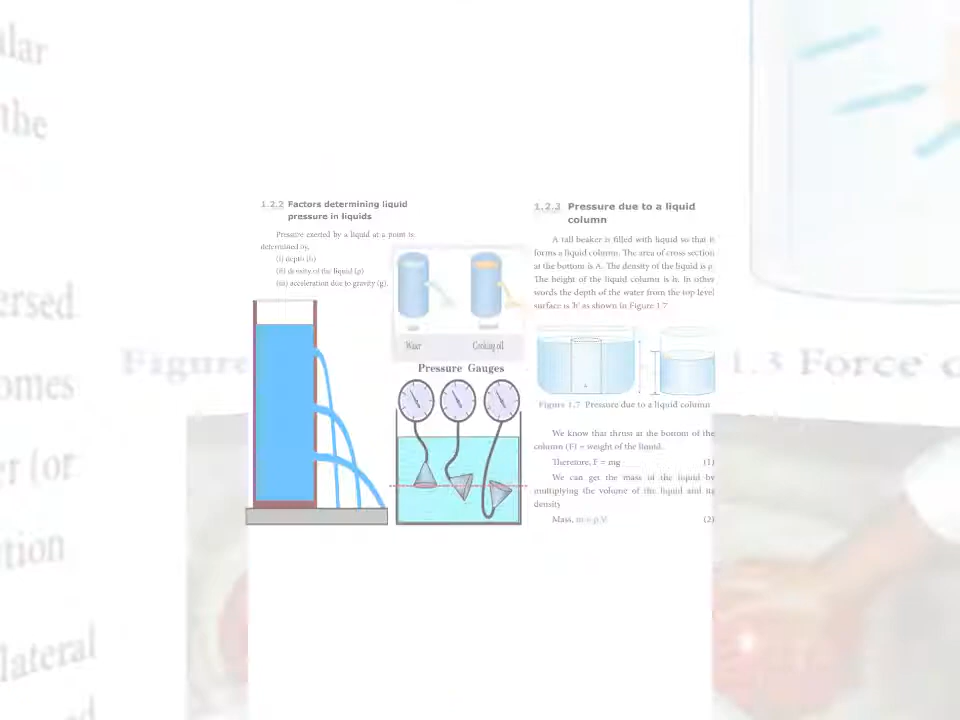 ular
the
ersed
omes
er (or
tion
lateral
1.2.2 Factors determining liquid
pressure in liquids
Pressure exerted by a liquid at a point is
determined by,
(i) depth (h)
(ii) density of the liquid (ρ)
(iii) acceleration due to gravity (g).
Water
Cooking oil
Pressure Gauges
1.2.3 Pressure due to a liquid
column
A tall beaker is filled with liquid so that it
forms a liquid column. The area of cross section
at the bottom is A. The density of the liquid is ρ.
The height of the liquid column is h. In other
words the depth of the water from the top level
surface is 'h' as shown in Figure 1.7
Figure 1.7 Pressure due to a liquid column
We know that thrust at the bottom of the
column (F) = weight of the liquid.
Therefore, F = mg (1)
We can get the mass of the liquid by
multiplying the volume of the liquid and its
density
Mass, m = ρ V (2)
Figure
1.3 Force